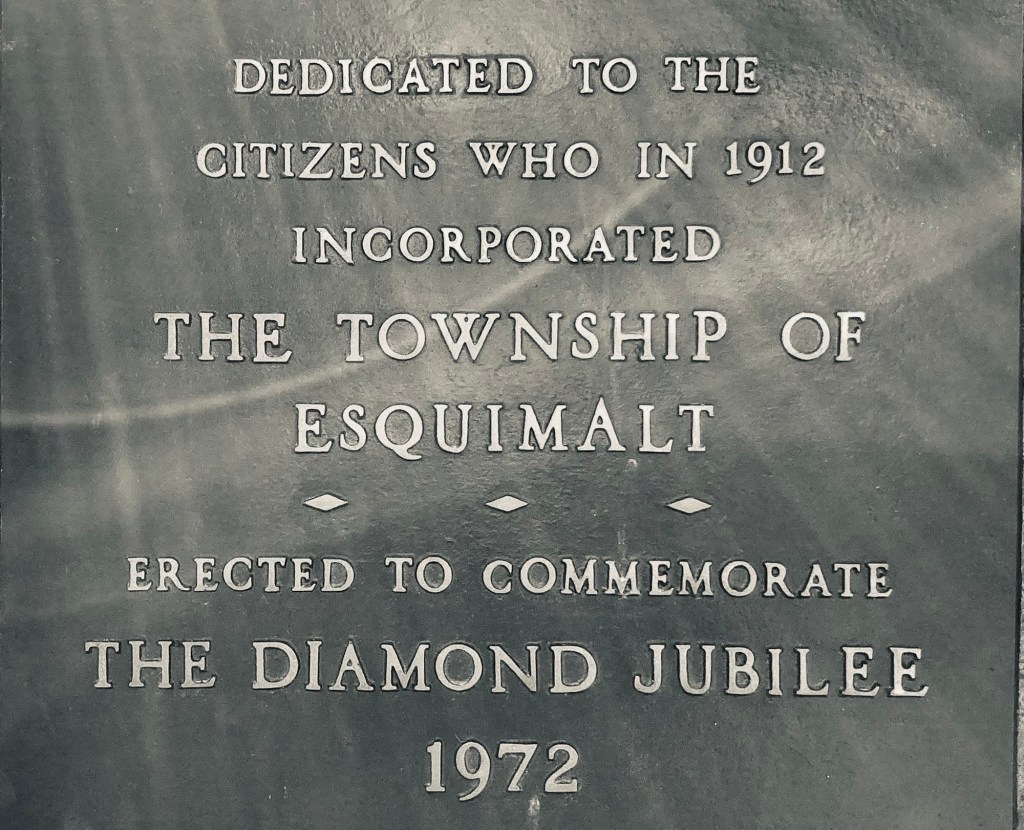 DEDICATED TO THE
CITIZENS WHO IN 1912
INCORPORATED
THE TOWNSHIP OF
ESQUIMALT
ERECTED TO COMMEMORATE
THE DIAMOND JUBILEE
1972